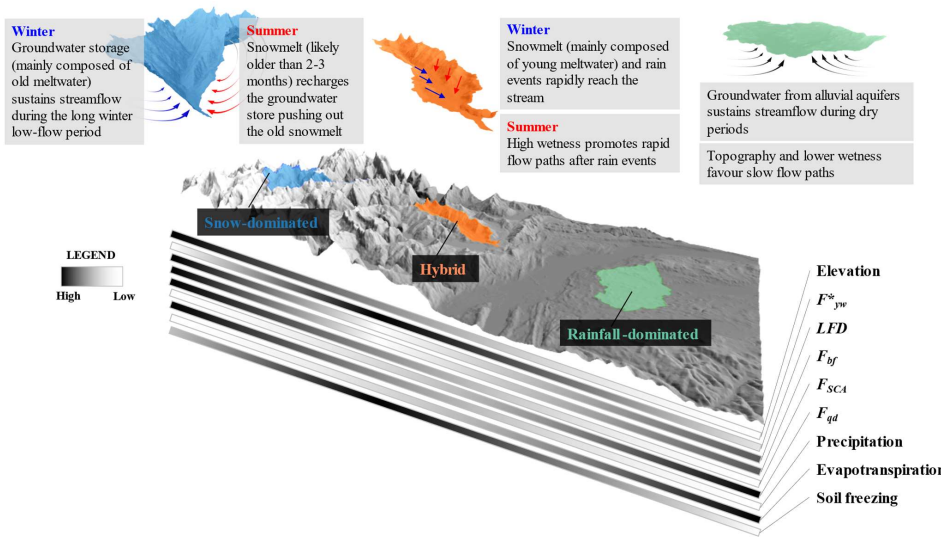 Winter
Groundwater storage
(mainly composed of
old meltwater)
sustains streamflow
during the long winter
low-flow period
Summer
Snowmelt (likely
older than 2-3
months) recharges
the groundwater
store pushing out
the old snowmelt
Winter
Snowmelt (mainly composed
of young meltwater) and rain
events rapidly reach the
stream
Summer
High wetness promotes rapid
flow paths after rain events
Groundwater from alluvial aquifers
sustains streamflow during dry
periods
Topography and lower wetness
favour slow flow paths
Snow-dominated
Hybrid
Rainfall-dominated
LEGEND
High Low
Elevation
F*yw
LFD
Fbf
FSCA
Fqd
Precipitation
Evapotranspiration
Soil freezing